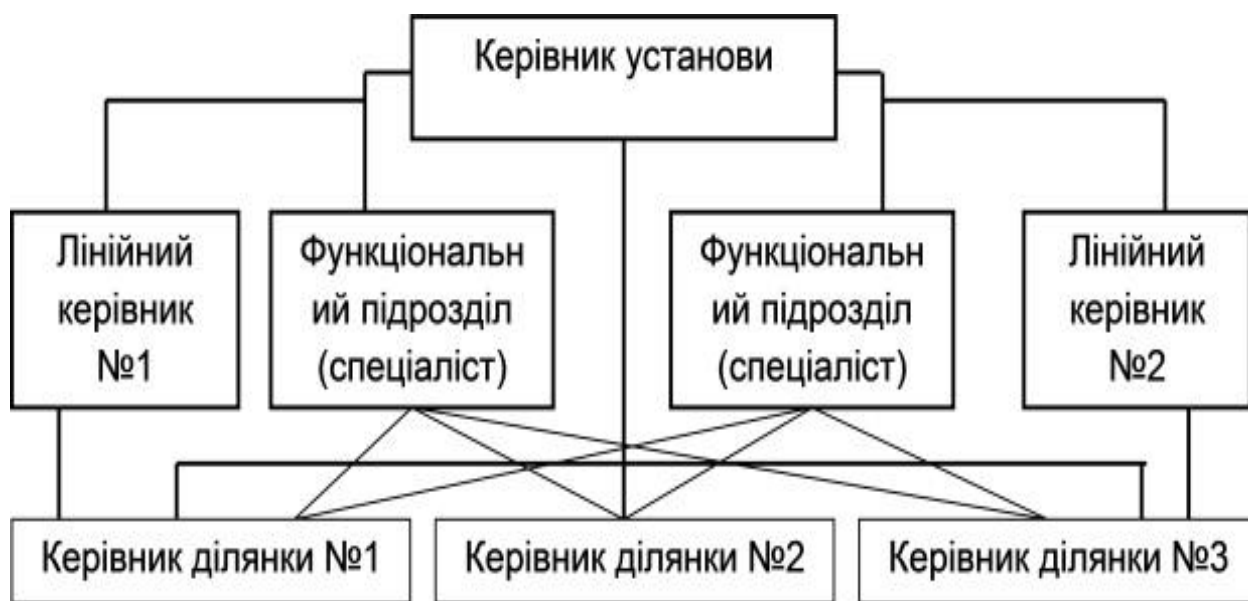 Керівник установи
Лінійний
керівник
№1
Функціональн
ий підрозділ
(спеціаліст)
Функціональн
ий підрозділ
(спеціаліст)
Лінійний
керівник
№2
Керівник ділянки №1
Керівник ділянки №2
Керівник ділянки №3